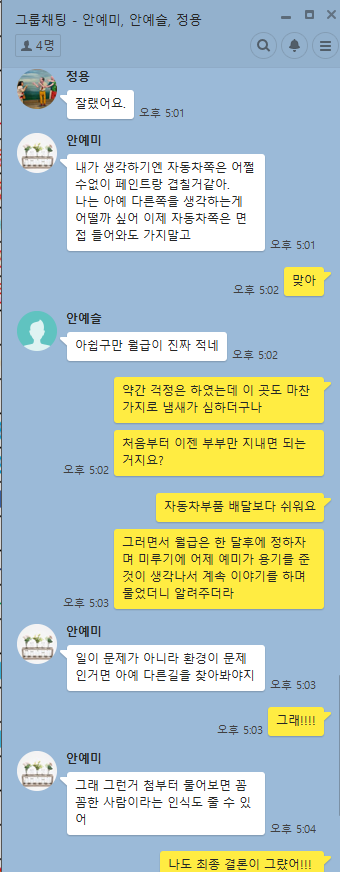 그룹채팅 - 안예미, 안예슬, 정용
4명
정용
잘했어요.
오후 5:01
안예미
내가 생각하기엔 자동차쪽은 어쩔
수없이 페인트랑 겹칠거같아.
나는 아예 다른쪽을 생각하는게
어떨까 싶어 이제 자동차쪽은 면
접 들어와도 가지말고
오후 5:01
맞아
오후 5:02
안예슬
아쉽구만 월급이 진짜 적네
오후 5:02
약간 걱정은 하였는데 이 곳도 마찬
가지로 냄새가 심하더구나
처음부터 이젠 부부만 지내면 되는
거지요?
오후 5:02
자동차부품 배달보다 쉬워요
그러면서 월급은 한 달후에 정하자
며 미루기에 어제 예미가 용기를 준
것이 생각나서 계속 이야기를 하며
물었더니 알려주더라
오후 5:03
안예미
일이 문제가 아니라 환경이 문제
인거면 아예 다른길을 찾아봐야지
오후 5:03
그래!!!!
오후 5:03
안예미
그래 그런거 첨부터 물어보면 꼼
꼼한 사람이라는 인식도 줄 수 있
어
오후 5:04
나도 최종 결론이 그랬어!!!